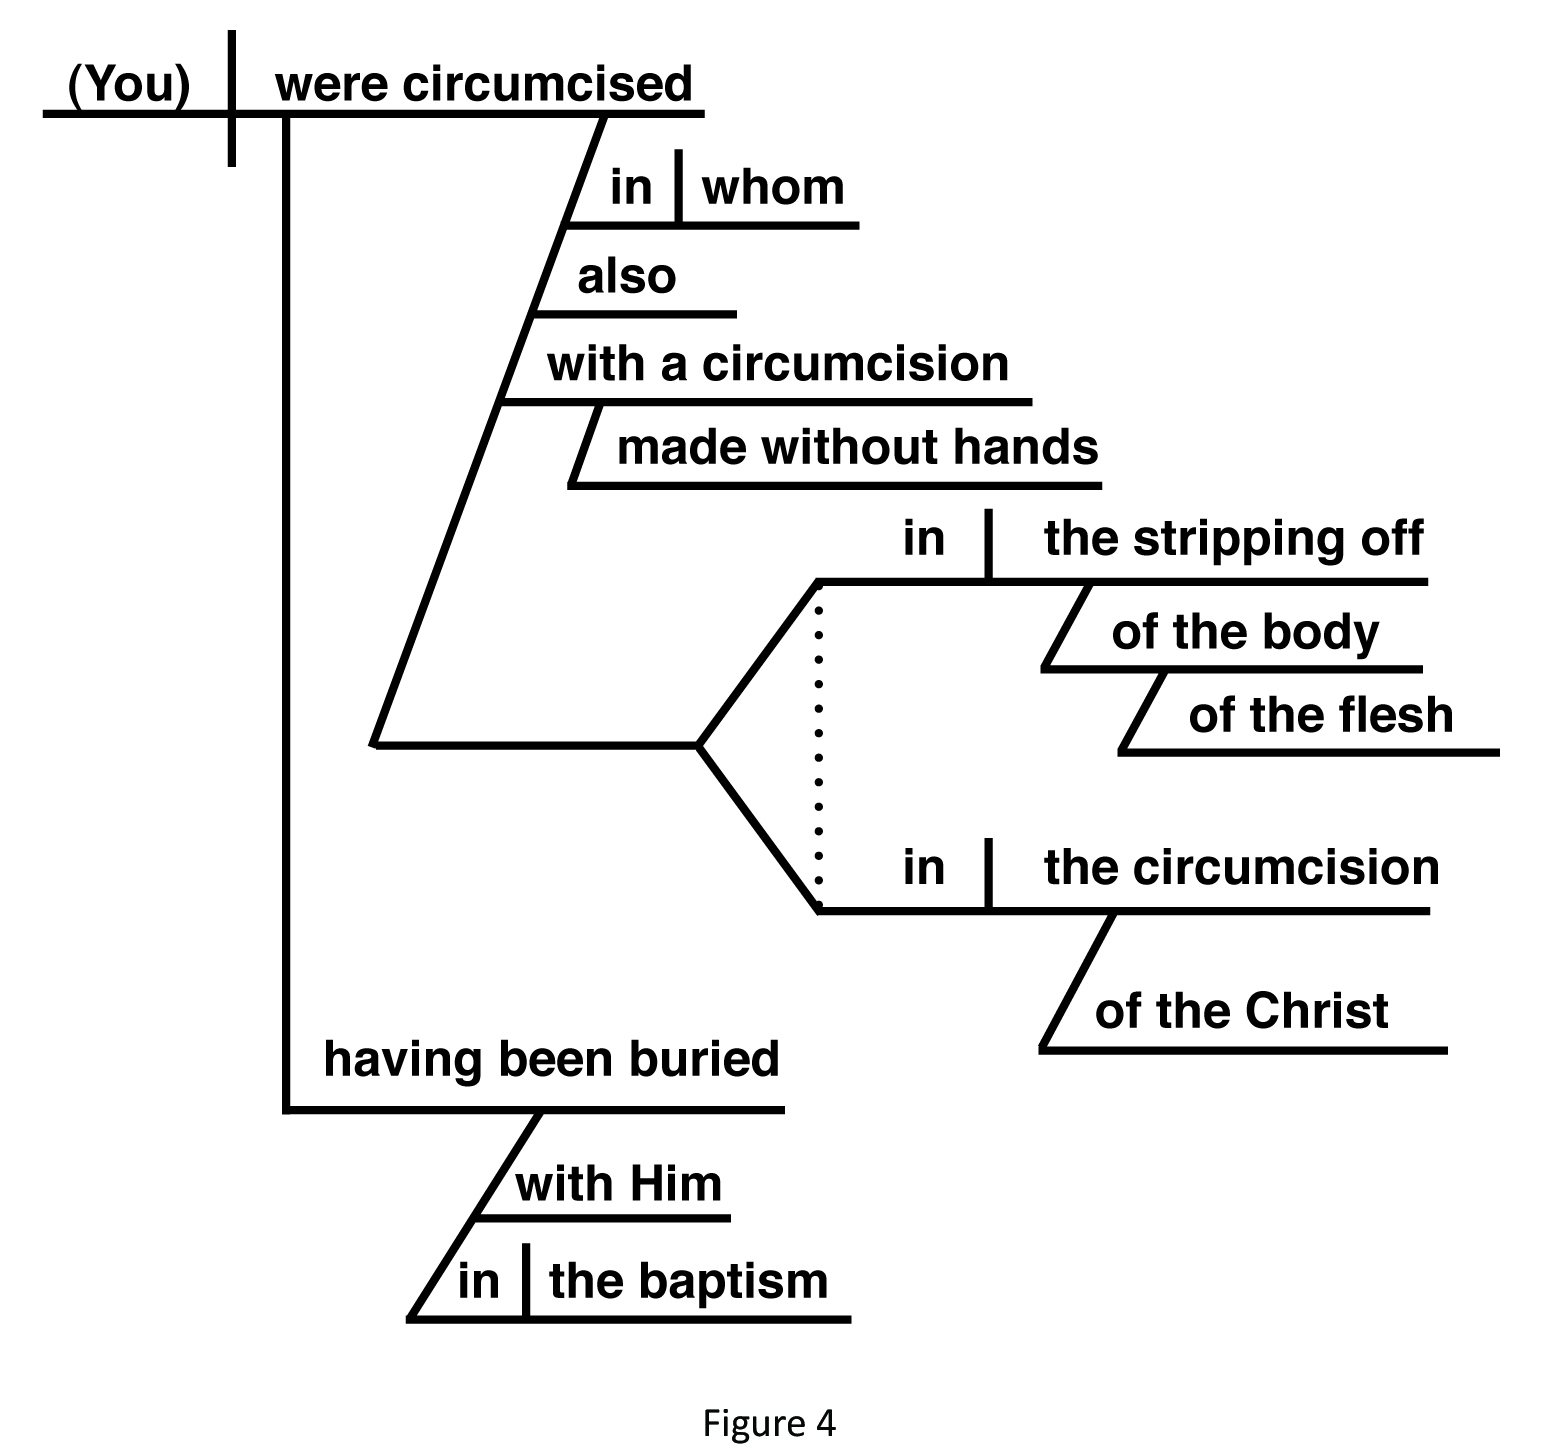 (You) were circumcised
in whom
also
with a circumcision
made without hands
in the stripping off
of the body
of the flesh
in the circumcision
of the Christ
having been buried
with Him
in the baptism
Figure 4